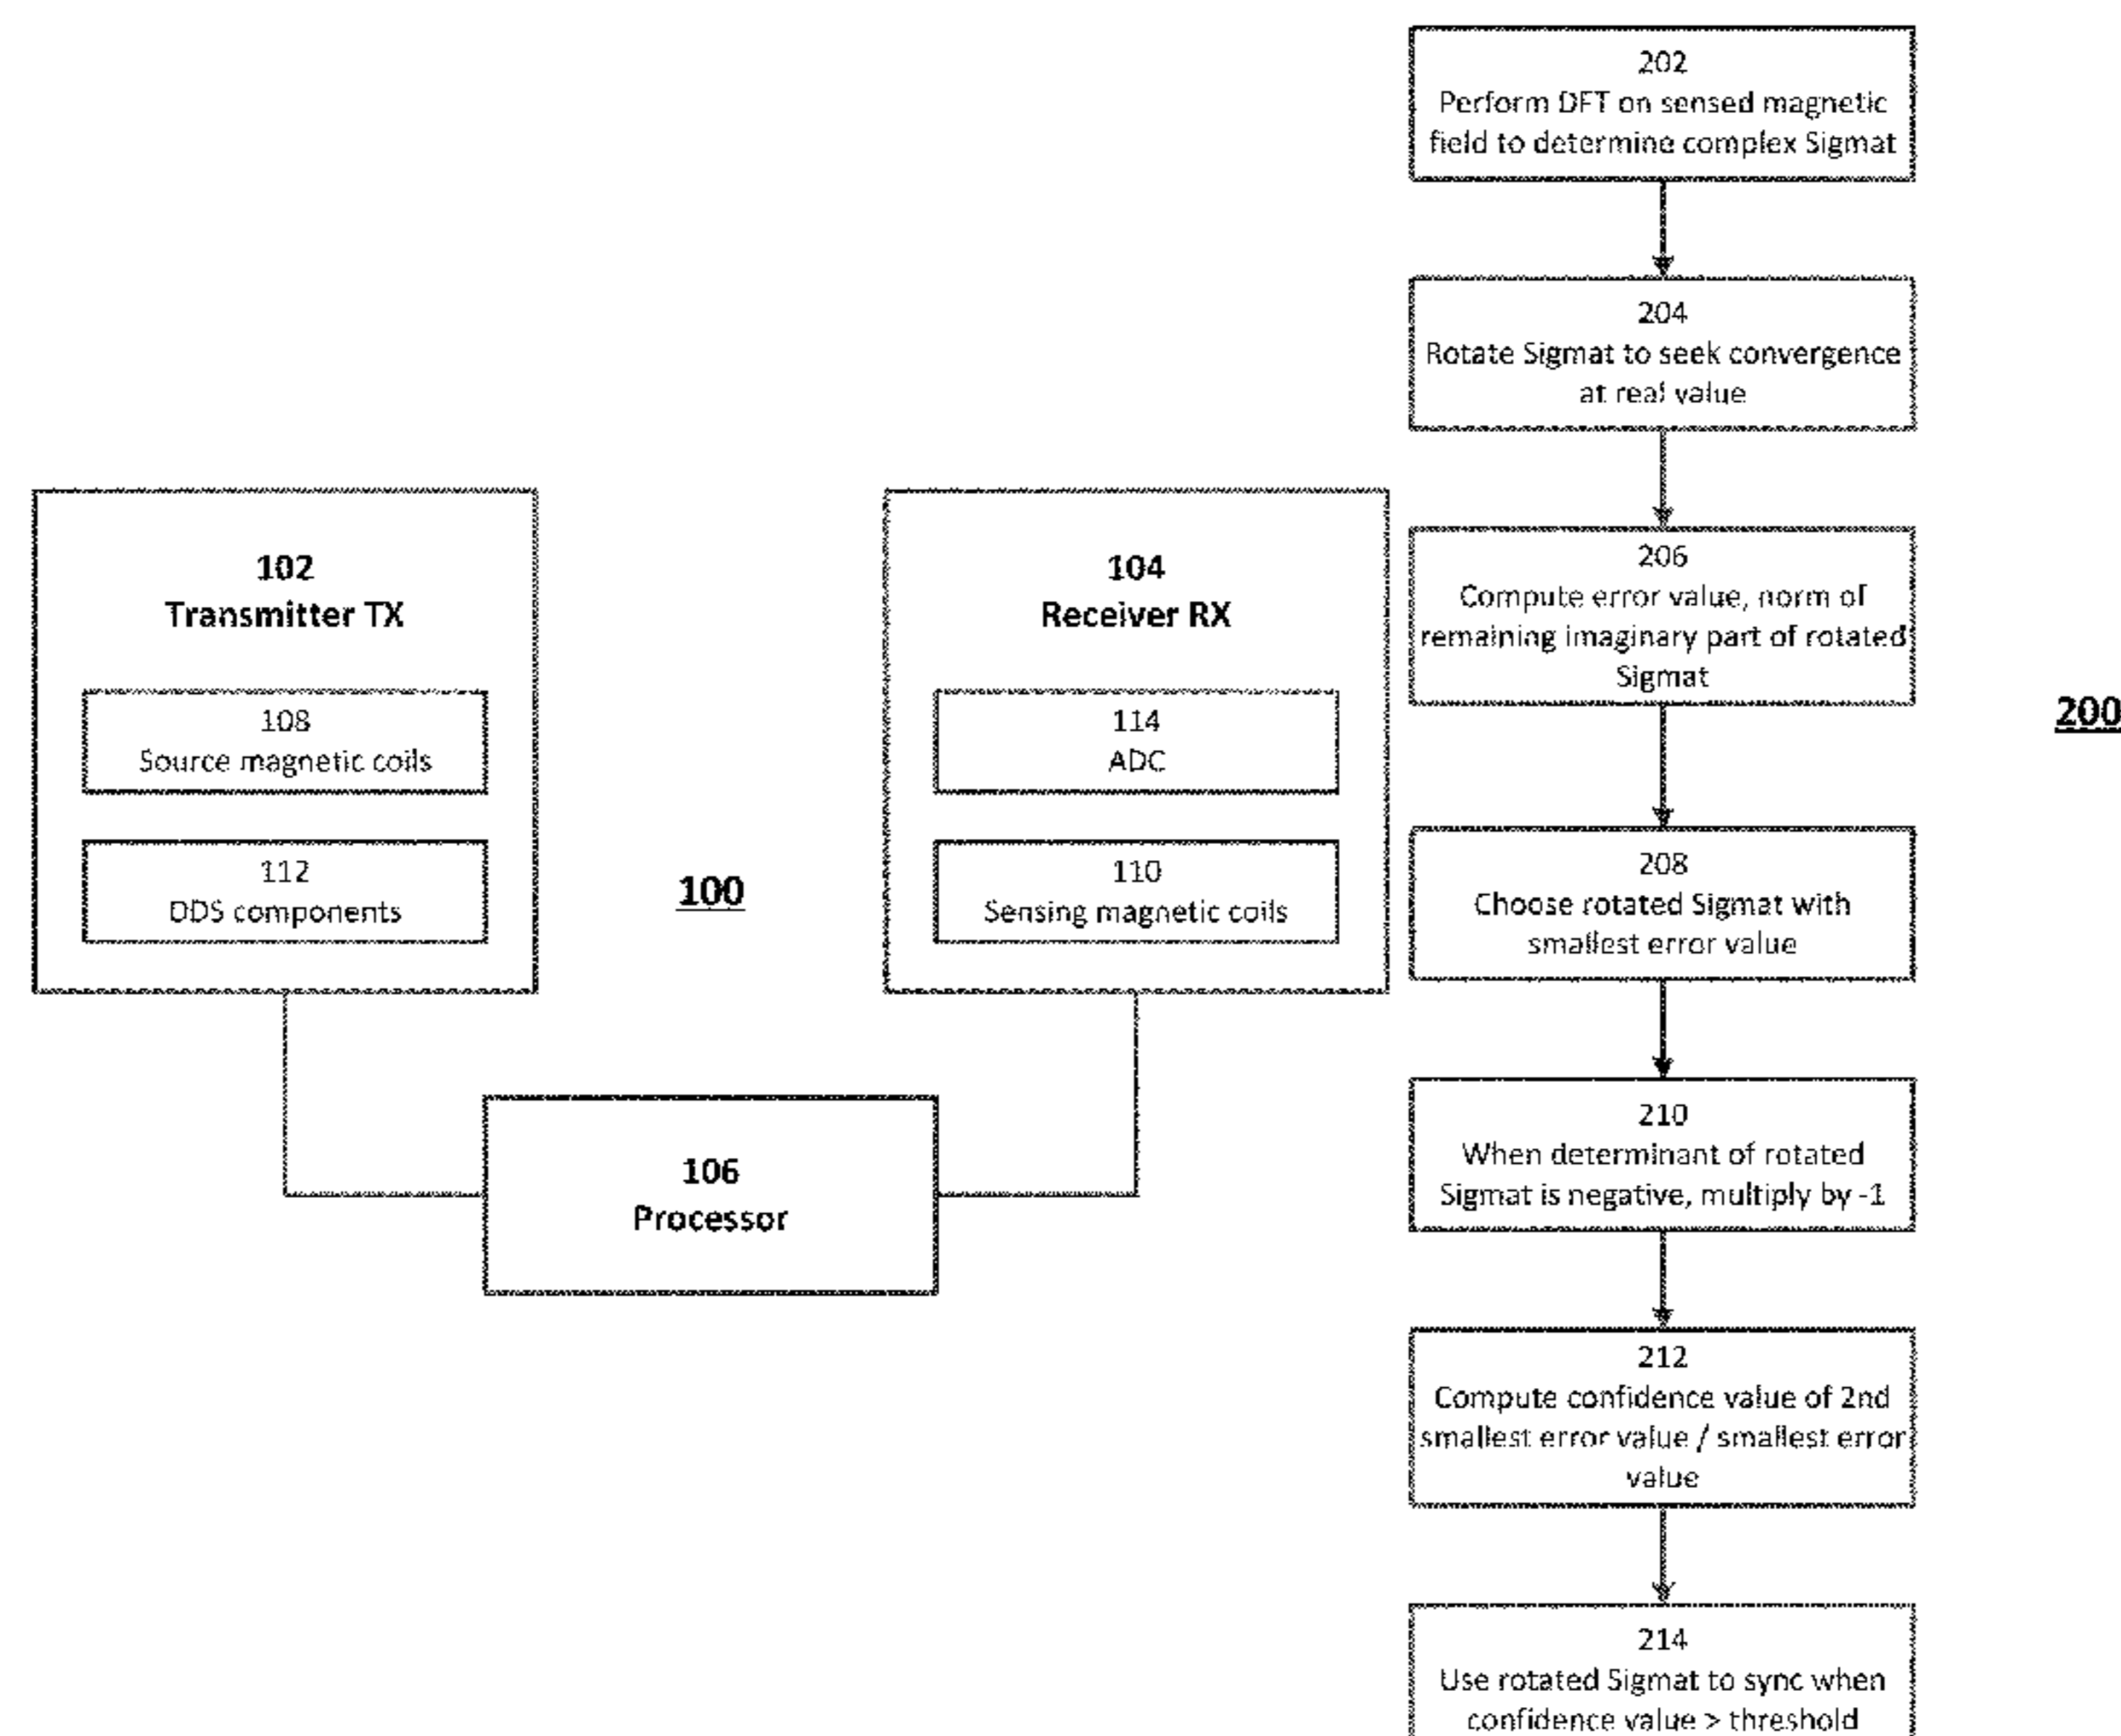 102
Transmitter TX
108
Source magnetic coils
112
DDS components
100
104
Receiver RX
114
ADC
110
Sensing magnetic coils
106
Processor
202
Perform DFT on sensed magnetic
field to determine complex Sigmat
204
Rotate Sigmat to seek convergence
at real value
206
Compute error value, norm of
remaining imaginary part of rotated
Sigmat
208
Choose rotated Sigmat with
smallest error value
210
When determinant of rotated
Sigmat is negative, multiply by -1
212
Compute confidence value of 2nd
smallest error value / smallest error
value
214
Use rotated Sigmat to sync when
confidence value > threshold
200